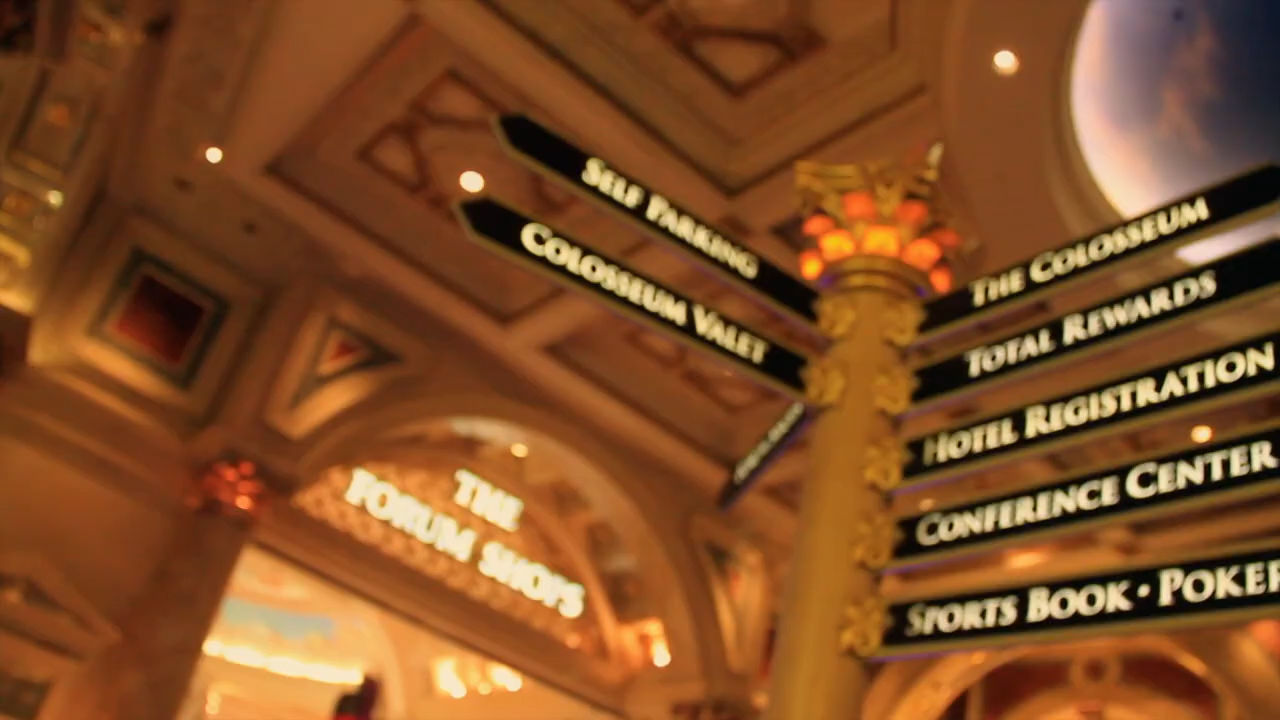 SELF PARKING
COLOSSEUM VALET
THE COLOSSEUM
TOTAL REWARDS
HOTEL REGISTRATION
CONFERENCE CENTER
SPORTS BOOK • POKER
THE
FORUM SHOPS